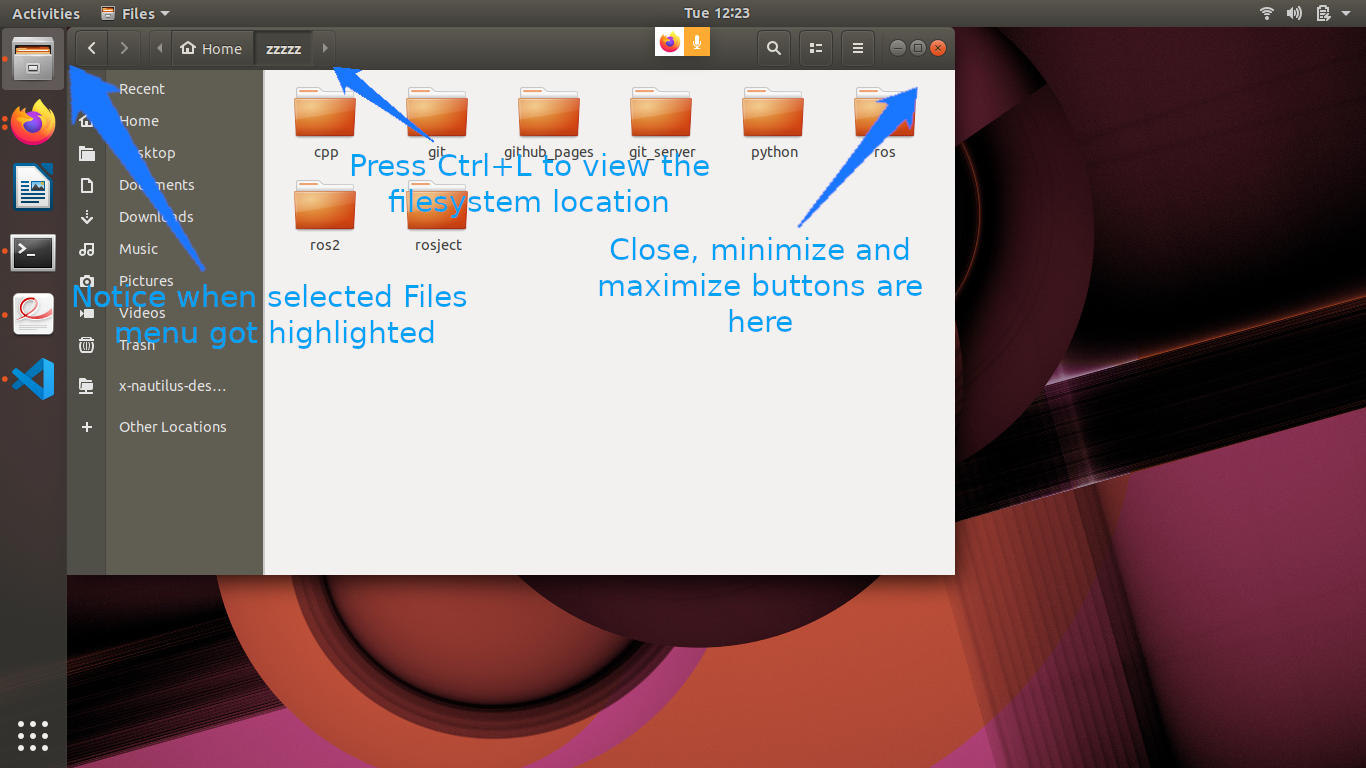 Activities Files Tue 12:23
Home zzzzz
Recent
Home
Desktop
Documents
Downloads
Music
Pictures
Videos
Trash
x-nautilus-des…
Other Locations
cpp git github_pages git_server python ros
ros2 rosject
Press Ctrl+L to view the
filesystem location
Close, minimize and
maximize buttons are
here
Notice when selected Files
menu got highlighted